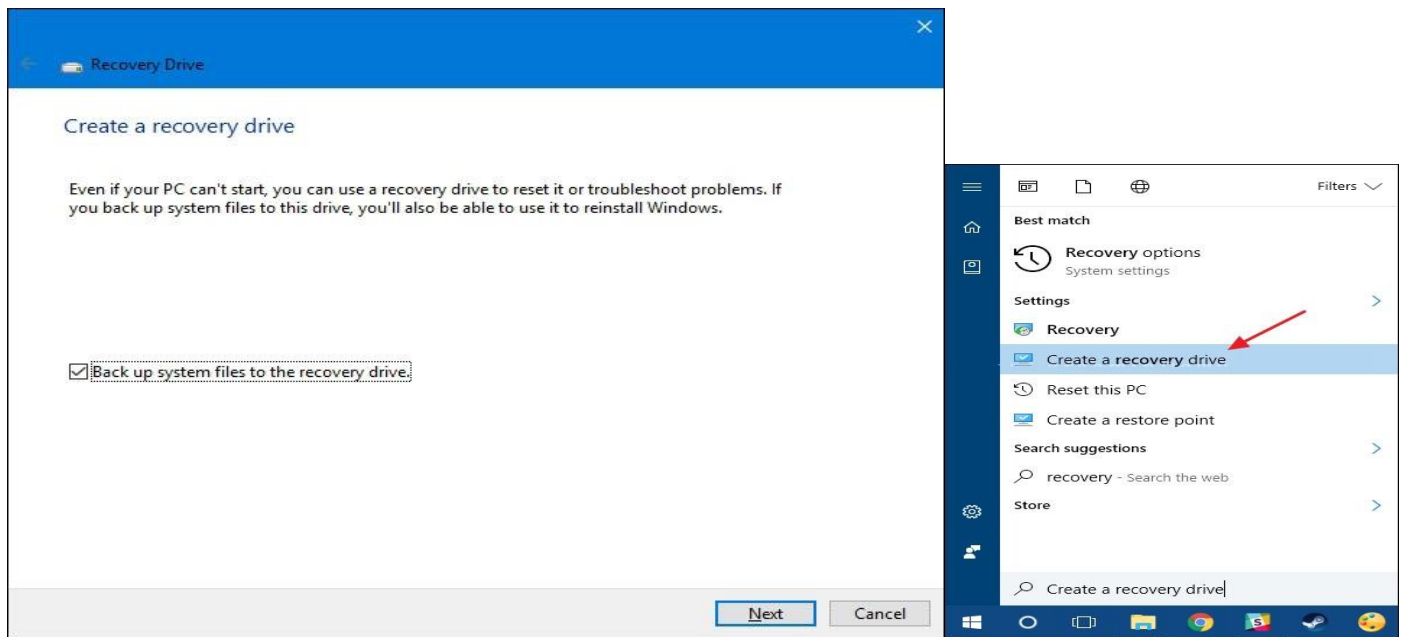 Recovery Drive
Create a recovery drive
Even if your PC can't start, you can use a recovery drive to reset it or troubleshoot problems. If
you back up system files to this drive, you'll also be able to use it to reinstall Windows.
Back up system files to the recovery drive.
Next
Cancel
Filters
Best match
Recovery options
System settings
Settings
Recovery
Create a recovery drive
Reset this PC
Create a restore point
Search suggestions
recovery - Search the web
Store
Create a recovery drive